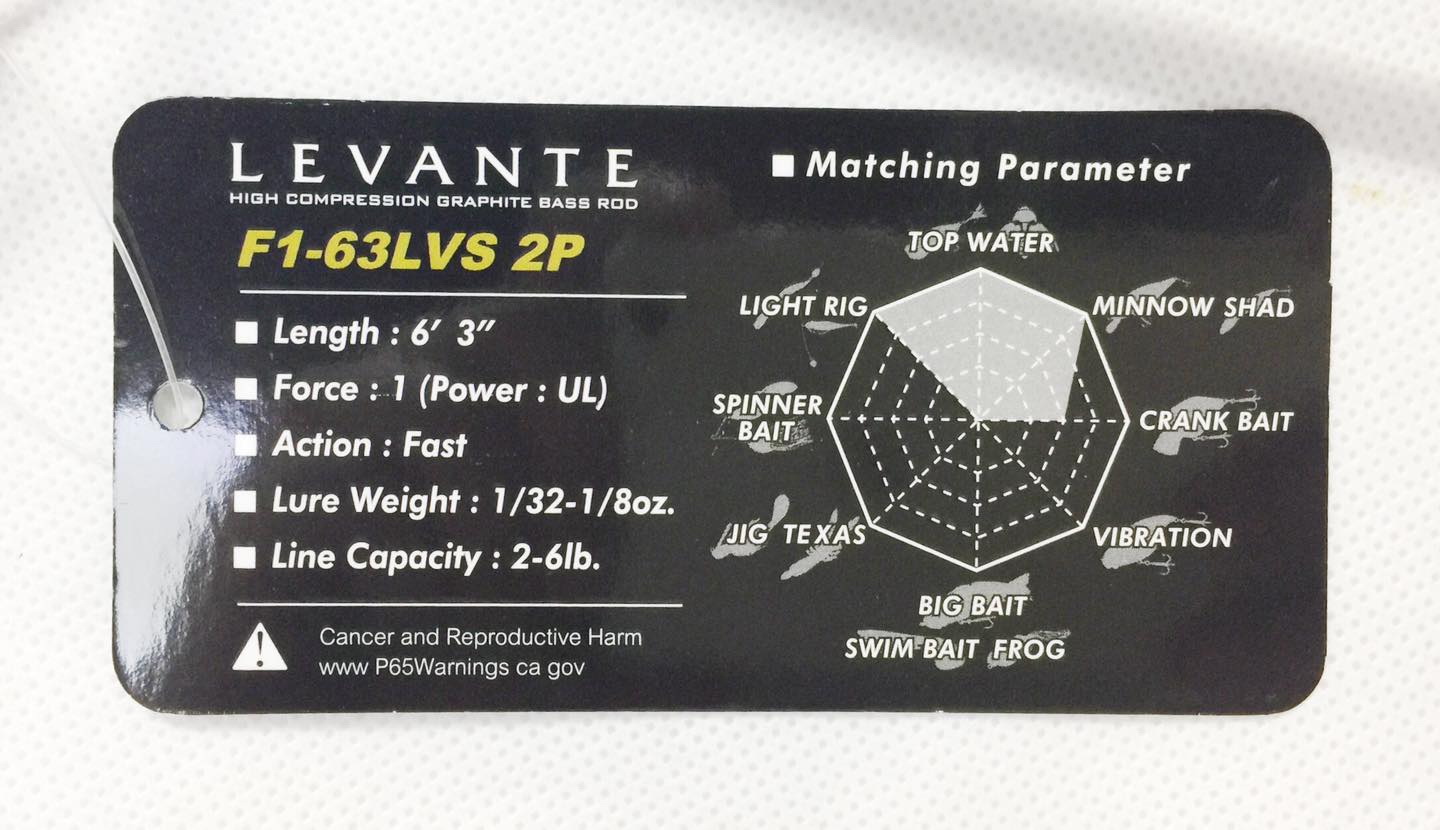 LEVANTE
HIGH COMPRESSION GRAPHITE BASS ROD
F1-63LVS 2P
■ Length : 6′ 3″
■ Force : 1 (Power : UL)
■ Action : Fast
■ Lure Weight : 1/32-1/8oz.
■ Line Capacity : 2-6lb.
Cancer and Reproductive Harm
www P65Warnings ca gov
■ Matching Parameter
TOP WATER
LIGHT RIG
MINNOW SHAD
SPINNER
BAIT
CRANK BAIT
JIG TEXAS
VIBRATION
BIG BAIT
SWIM BAIT FROG